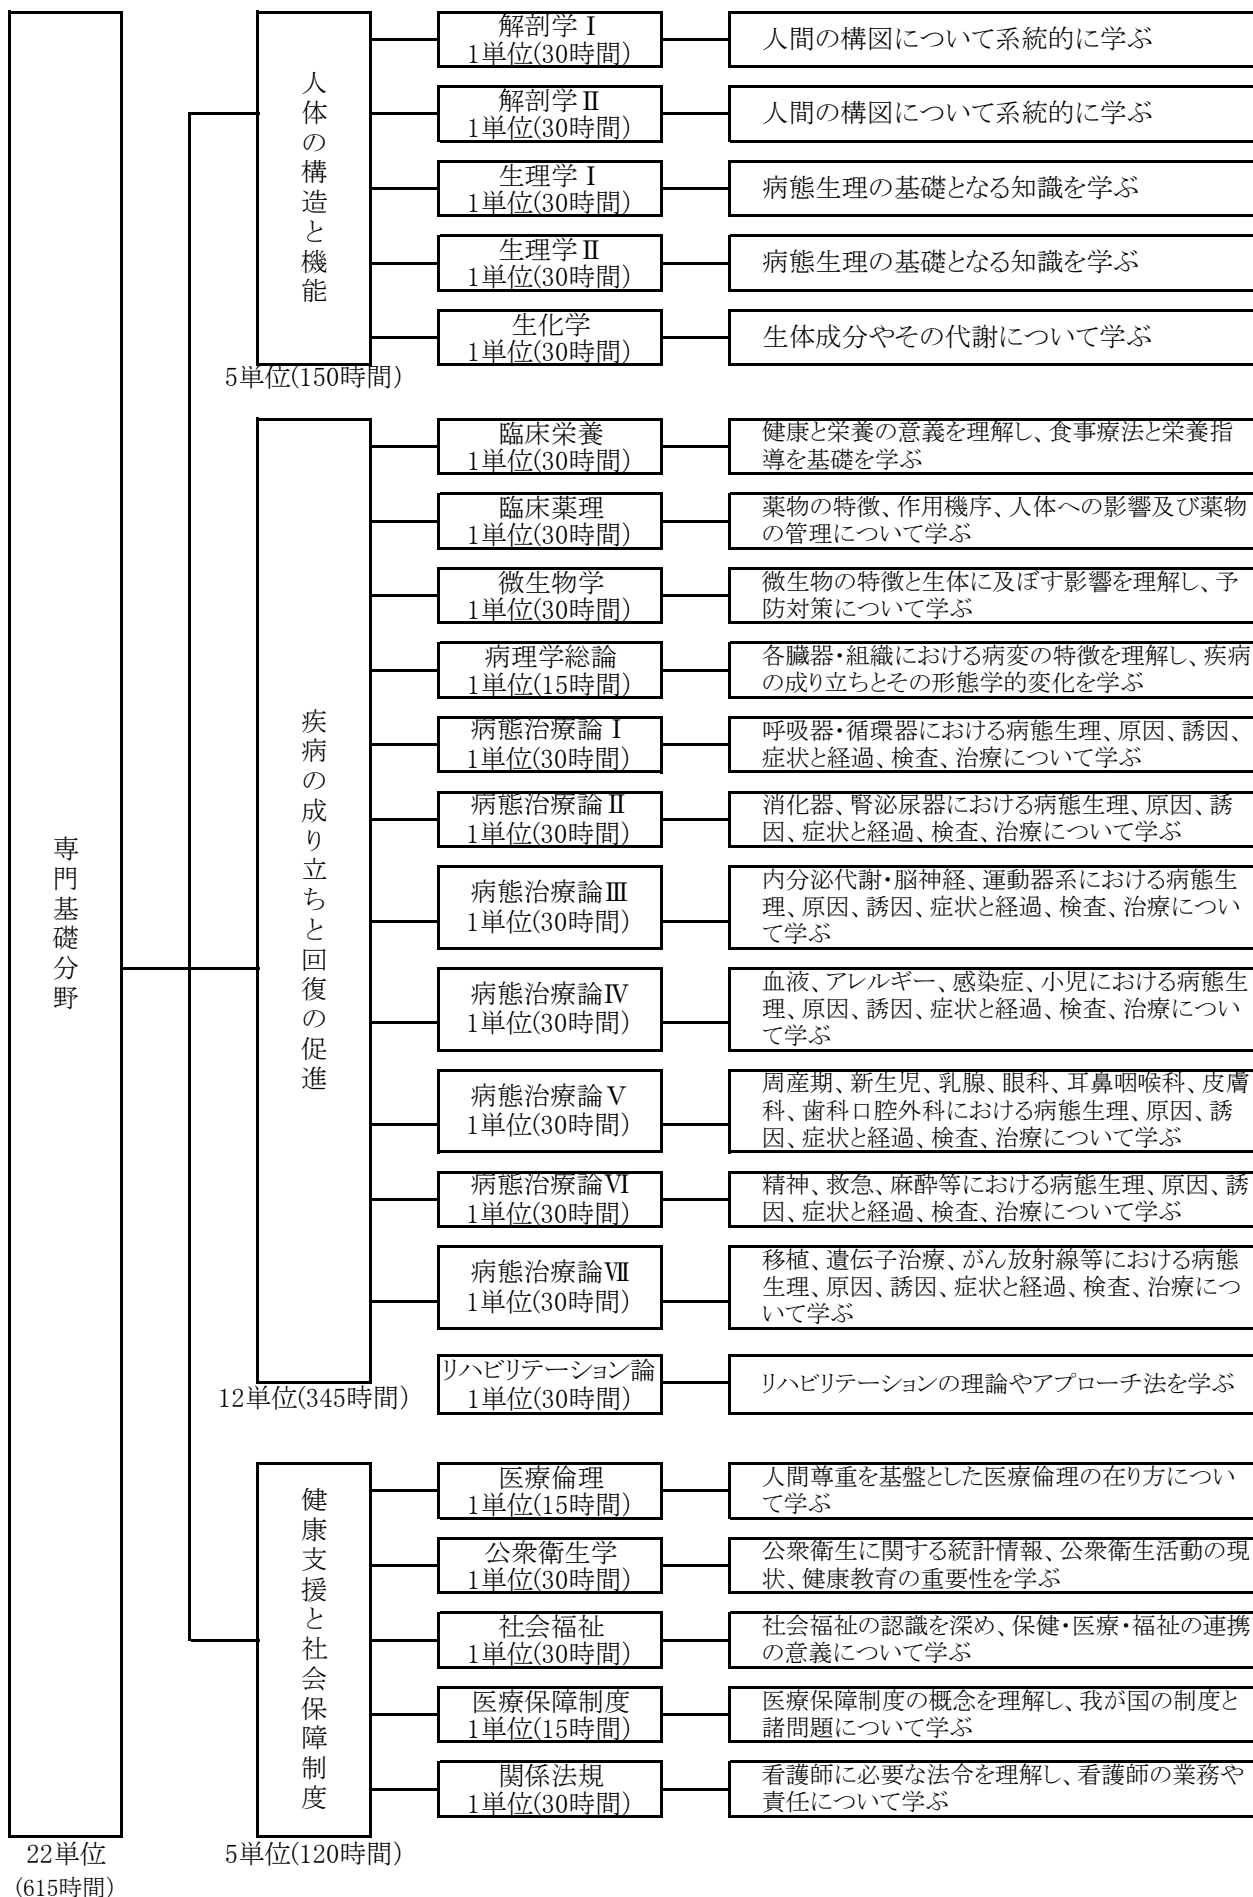 専門基礎分野
22単位
(615時間)
人体の構造と機能
5単位(150時間)
解剖学Ⅰ
1単位(30時間)
人間の構図について系統的に学ぶ
解剖学Ⅱ
1単位(30時間)
人間の構図について系統的に学ぶ
生理学Ⅰ
1単位(30時間)
病態生理の基礎となる知識を学ぶ
生理学Ⅱ
1単位(30時間)
病態生理の基礎となる知識を学ぶ
生化学
1単位(30時間)
生体成分やその代謝について学ぶ
疾病の成り立ちと回復の促進
12単位(345時間)
臨床栄養
1単位(30時間)
健康と栄養の意義を理解し、食事療法と栄養指
導を基礎を学ぶ
臨床薬理
1単位(30時間)
薬物の特徴、作用機序、人体への影響及び薬物
の管理について学ぶ
微生物学
1単位(30時間)
微生物の特徴と生体に及ぼす影響を理解し、予
防対策について学ぶ
病理学総論
1単位(15時間)
各臓器・組織における病変の特徴を理解し、疾病
の成り立ちとその形態学的変化を学ぶ
病態治療論Ⅰ
1単位(30時間)
呼吸器・循環器における病態生理、原因、誘因、
症状と経過、検査、治療について学ぶ
病態治療論Ⅱ
1単位(30時間)
消化器、腎泌尿器における病態生理、原因、誘
因、症状と経過、検査、治療について学ぶ
病態治療論Ⅲ
1単位(30時間)
内分泌代謝・脳神経、運動器系における病態生
理、原因、誘因、症状と経過、検査、治療につい
て学ぶ
病態治療論Ⅳ
1単位(30時間)
血液、アレルギー、感染症、小児における病態生
理、原因、誘因、症状と経過、検査、治療につい
て学ぶ
病態治療論Ⅴ
1単位(30時間)
周産期、新生児、乳腺、眼科、耳鼻咽喉科、皮膚
科、歯科口腔外科における病態生理、原因、誘
因、症状と経過、検査、治療について学ぶ
病態治療論Ⅵ
1単位(30時間)
精神、救急、麻酔等における病態生理、原因、誘
因、症状と経過、検査、治療について学ぶ
病態治療論Ⅶ
1単位(30時間)
移植、遺伝子治療、がん放射線等における病態
生理、原因、誘因、症状と経過、検査、治療につ
いて学ぶ
リハビリテーション論
1単位(30時間)
リハビリテーションの理論やアプローチ法を学ぶ
健康支援と社会保障制度
5単位(120時間)
医療倫理
1単位(15時間)
人間尊重を基盤とした医療倫理の在り方につい
て学ぶ
公衆衛生学
1単位(30時間)
公衆衛生に関する統計情報、公衆衛生活動の現
状、健康教育の重要性を学ぶ
社会福祉
1単位(30時間)
社会福祉の認識を深め、保健・医療・福祉の連携
の意義について学ぶ
医療保障制度
1単位(15時間)
医療保障制度の概念を理解し、我が国の制度と
諸問題について学ぶ
関係法規
1単位(30時間)
看護師に必要な法令を理解し、看護師の業務や
責任について学ぶ